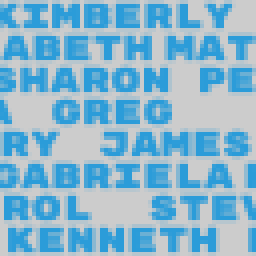 KIMBERLY
ABETH MAT
SHARON PE
A GREG
RY JAMES
GABRIELA
ROL STEV
KENNETH